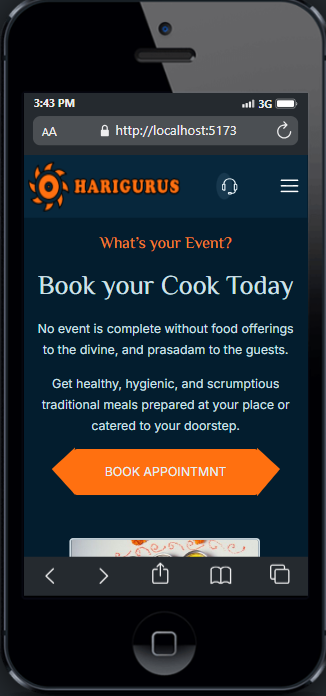 3:43 PM
3G
AA
http://localhost:5173
HARIGURUS
What's your Event?
Book your Cook Today
No event is complete without food offerings
to the divine, and prasadam to the guests.
Get healthy, hygienic, and scrumptious
traditional meals prepared at your place or
catered to your doorstep.
BOOK APPOINTMNT